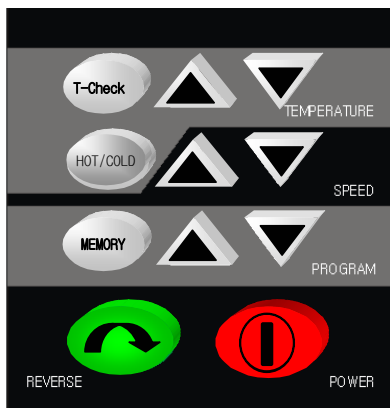 T-Check
TEMPERATURE
HOT/COLD
SPEED
MEMORY
PROGRAM
REVERSE
POWER